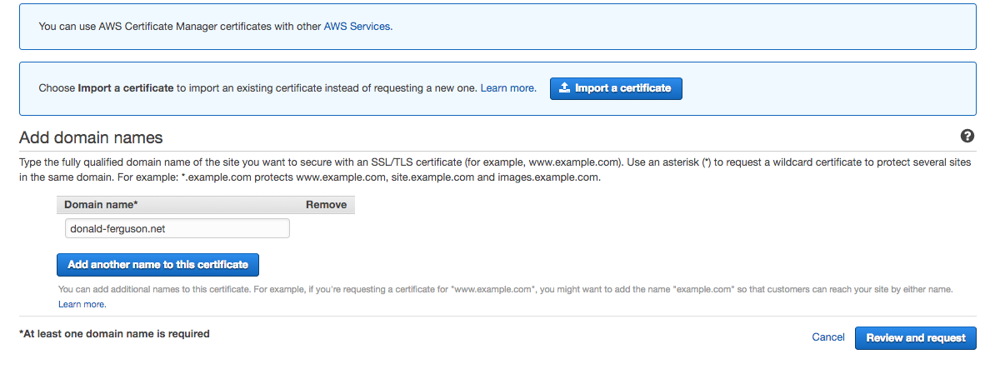 You can use AWS Certificate Manager certificates with other AWS Services.
Choose Import a certificate to import an existing certificate instead of requesting a new one. Learn more. Import a certificate
Add domain names
Type the fully qualified domain name of the site you want to secure with an SSL/TLS certificate (for example, www.example.com). Use an asterisk (*) to request a wildcard certificate to protect several sites
in the same domain. For example: *.example.com protects www.example.com, site.example.com and images.example.com.
Domain name* Remove
donald-ferguson.net
Add another name to this certificate
You can add additional names to this certificate. For example, if you're requesting a certificate for "www.example.com", you might want to add the name "example.com" so that customers can reach your site by either name.
Learn more.
*At least one domain name is required
Cancel Review and request